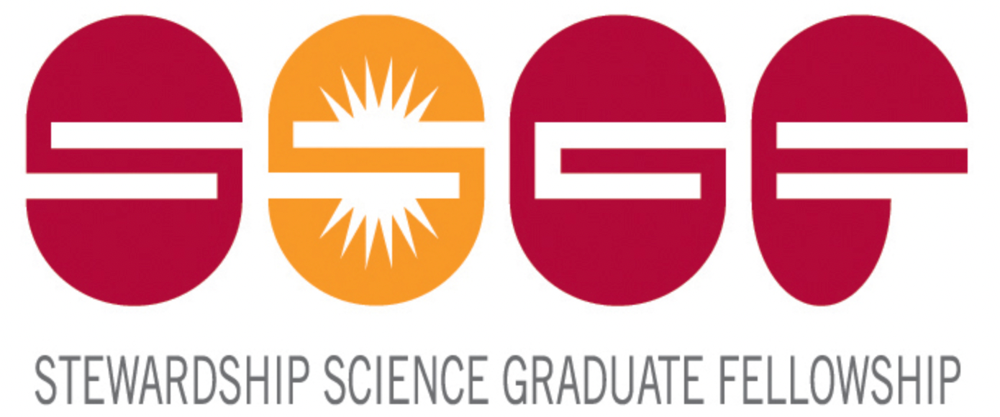 SSGF
STEWARDSHIP SCIENCE GRADUATE FELLOWSHIP